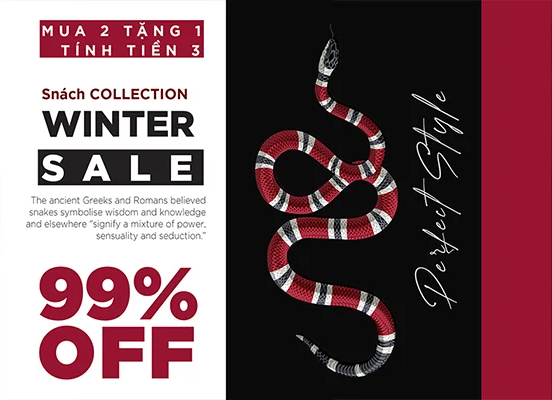 MUA 2 TẶNG 1
TÍNH TIỀN 3
Snách COLLECTION
WINTER
SALE
The ancient Greeks and Romans believed
snakes symbolise wisdom and knowledge
and elsewhere "signify a mixture of power,
sensuality and seduction."
99%
OFF
Perfect Style